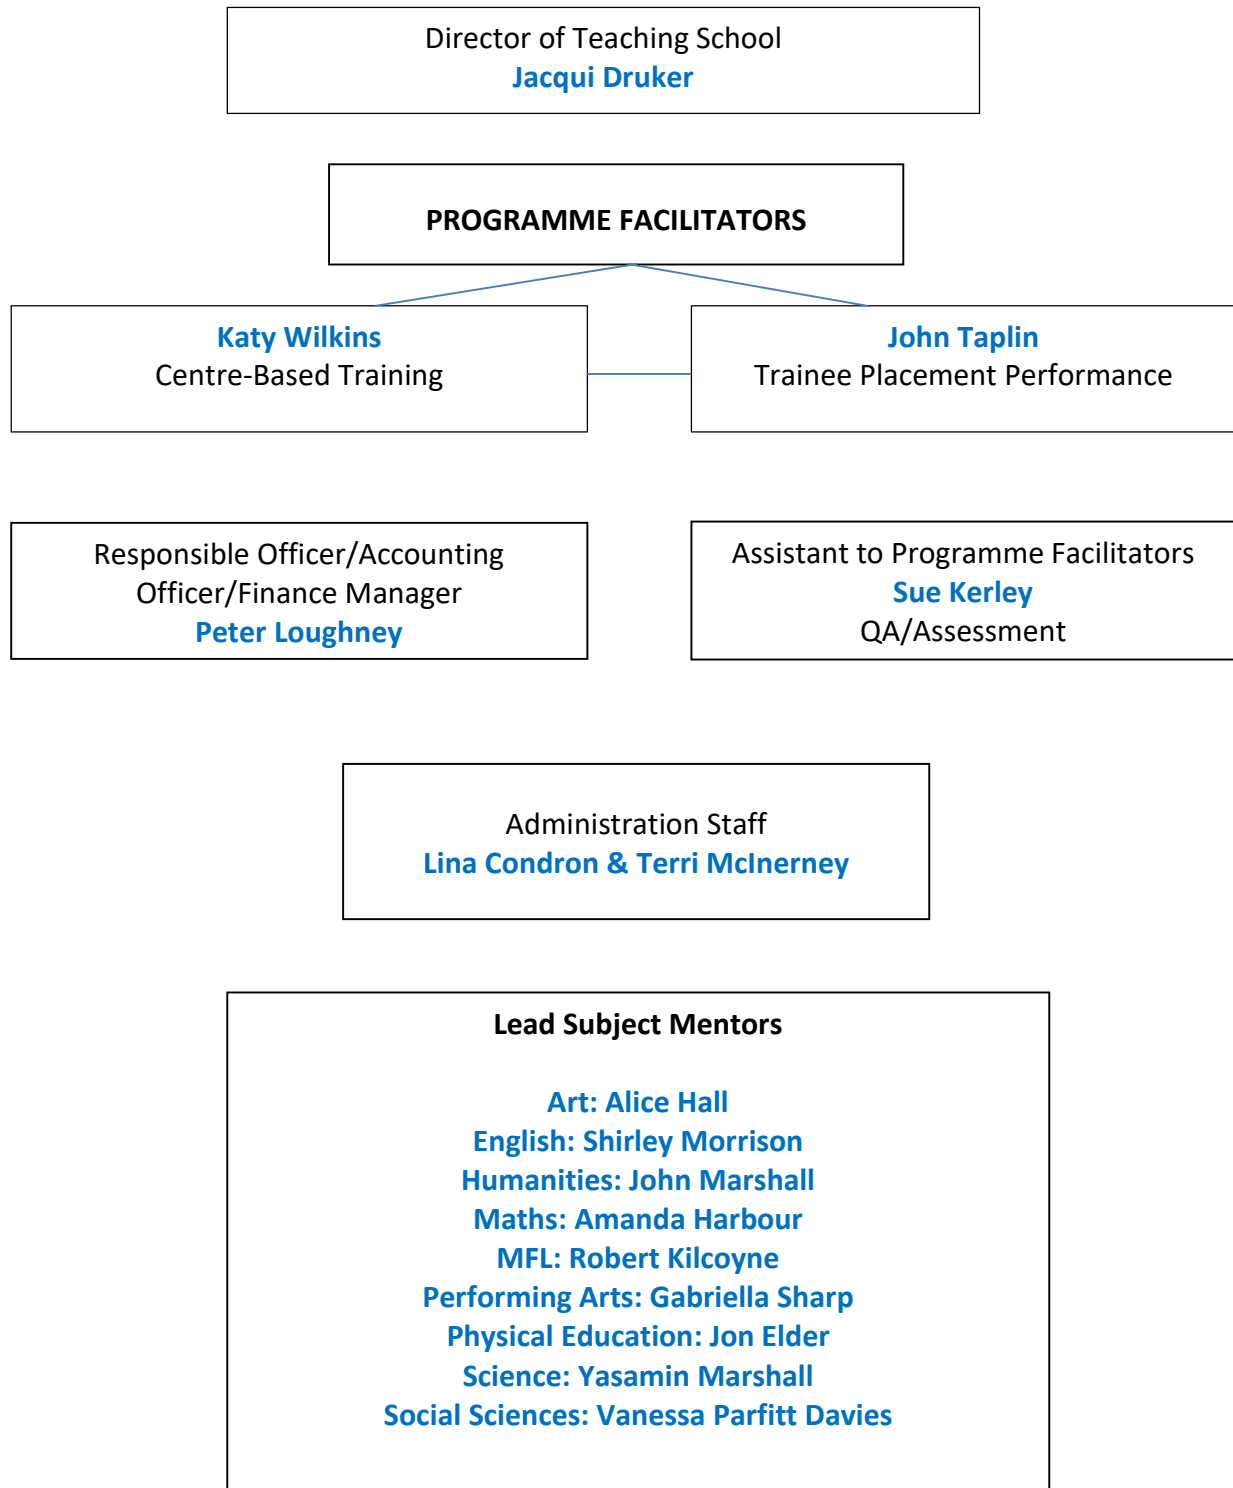 Director of Teaching School
Jacqui Druker
PROGRAMME FACILITATORS
Katy Wilkins
Centre-Based Training
John Taplin
Trainee Placement Performance
Responsible Officer/Accounting
Officer/Finance Manager
Peter Loughney
Assistant to Programme Facilitators
Sue Kerley
QA/Assessment
Administration Staff
Lina Condron & Terri McInerney
Lead Subject Mentors
Art: Alice Hall
English: Shirley Morrison
Humanities: John Marshall
Maths: Amanda Harbour
MFL: Robert Kilcoyne
Performing Arts: Gabriella Sharp
Physical Education: Jon Elder
Science: Yasamin Marshall
Social Sciences: Vanessa Parfitt Davies